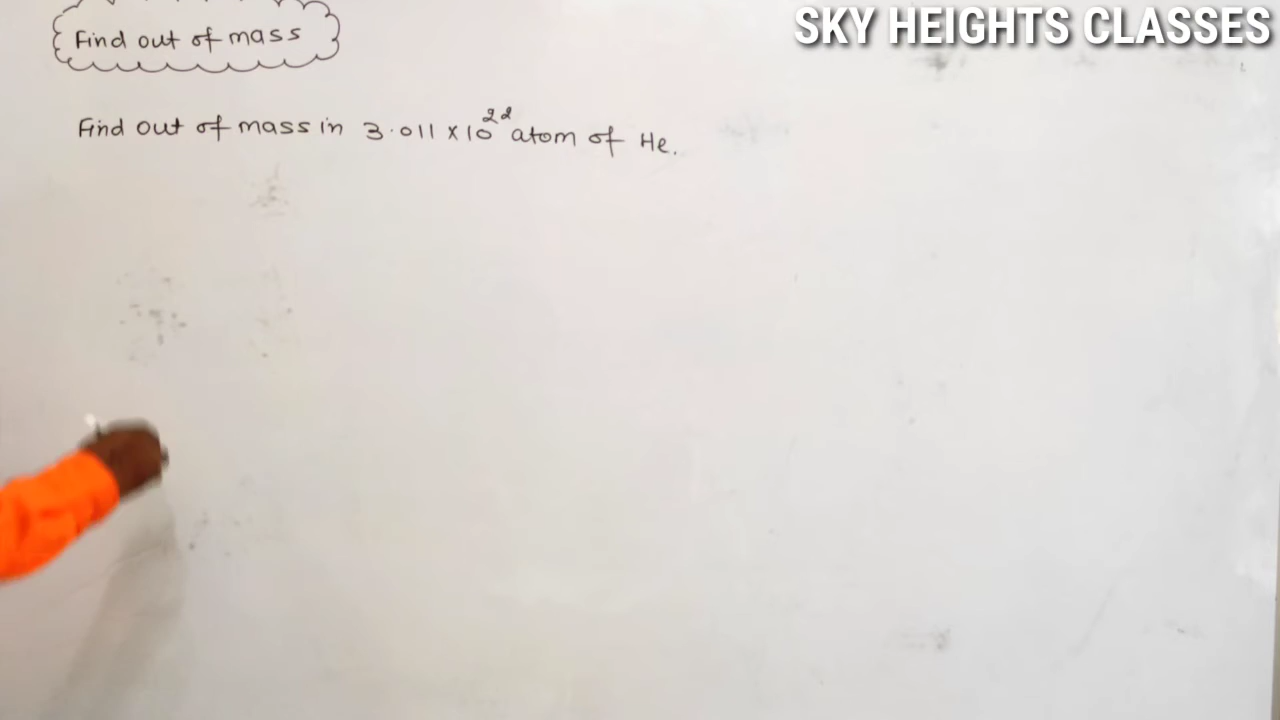 SKY HEIGHTS CLASSES
Find out of mass
Find out of mass in 3.011 × 10²² atom of He.